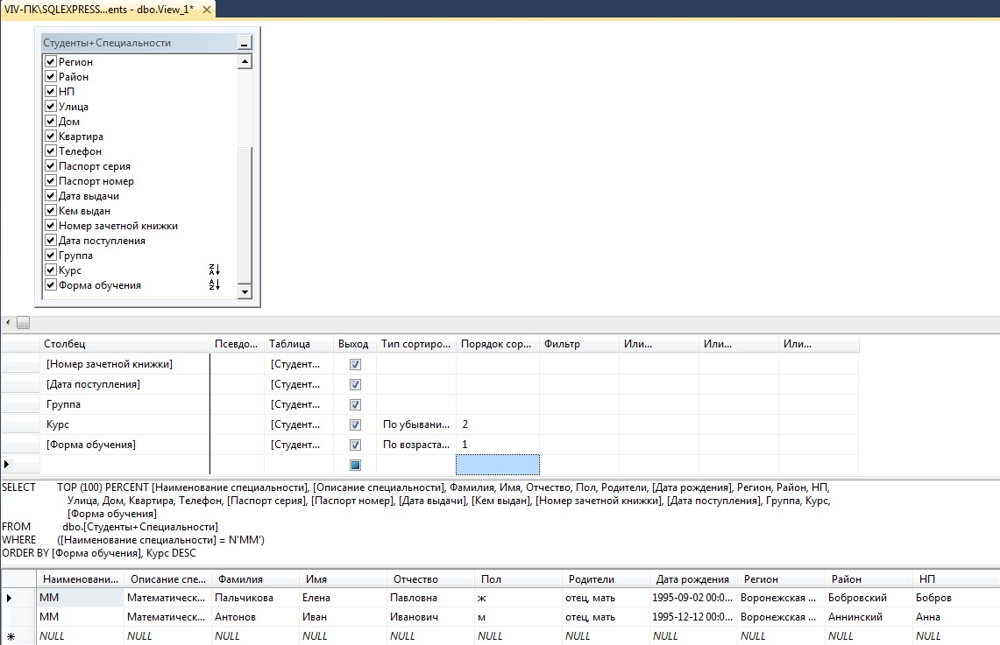 VIV-ПК\SQLEXPRESS...ents - dbo.View_1*
Студенты+Специальности
Регион
Район
НП
Улица
Дом
Квартира
Телефон
Паспорт серия
Паспорт номер
Дата выдачи
Кем выдан
Номер зачетной книжки
Дата поступления
Группа
Курс
Форма обучения
Столбец Псевдо... Таблица Выход Тип сортиро... Порядок сор... Фильтр Или... Или... Или...
[Номер зачетной книжки] [Студент...
[Дата поступления] [Студент...
Группа [Студент...
Курс [Студент... По убывани... 2
[Форма обучения] [Студент... По возраста... 1
SELECT TOP (100) PERCENT [Наименование специальности], [Описание специальности], Фамилия, Имя, Отчество, Пол, Родители, [Дата рождения], Регион, Район, НП,
Улица, Дом, Квартира, Телефон, [Паспорт серия], [Паспорт номер], [Дата выдачи], [Кем выдан], [Номер зачетной книжки], [Дата поступления], Группа, Курс,
[Форма обучения]
FROM dbo.[Студенты+Специальности]
WHERE ([Наименование специальности] = N'ММ')
ORDER BY [Форма обучения], Курс DESC
Наименовани... Описание спе... Фамилия Имя Отчество Пол Родители Дата рождения Регион Район НП
ММ Математическ... Пальчикова Елена Павловна ж отец, мать 1995-09-02 00:0... Воронежская ... Бобровский Бобров
ММ Математическ... Антонов Иван Иванович м отец, мать 1995-12-12 00:0... Воронежская ... Аннинский Анна
NULL NULL NULL NULL NULL NULL NULL NULL NULL NULL NULL